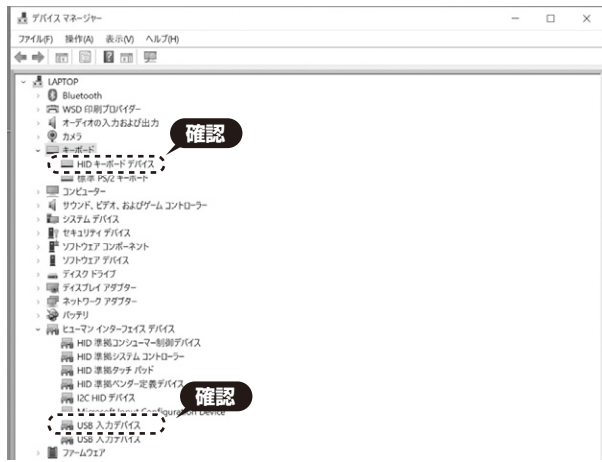 デバイス マネージャー
ファイル(F) 操作(A) 表示(V) ヘルプ(H)
LAPTOP
Bluetooth
WSD 印刷プロバイダー
オーディオの入力および出力
カメラ
確認
キーボード
HID キーボード デバイス
標準 PS/2 キーボード
コンピューター
サウンド、ビデオ、およびゲーム コントローラー
システム デバイス
セキュリティ デバイス
ソフトウェア コンポーネント
ソフトウェア デバイス
ディスク ドライブ
ディスプレイ アダプター
ネットワーク アダプター
バッテリ
ヒューマン インターフェイス デバイス
HID 準拠コンシューマー制御デバイス
HID 準拠システム コントローラー
HID 準拠タッチ パッド
HID 準拠ベンダー定義デバイス
確認
I2C HID デバイス
Microsoft Input Configuration Device
USB 入力デバイス
USB 入力デバイス
ファームウェア